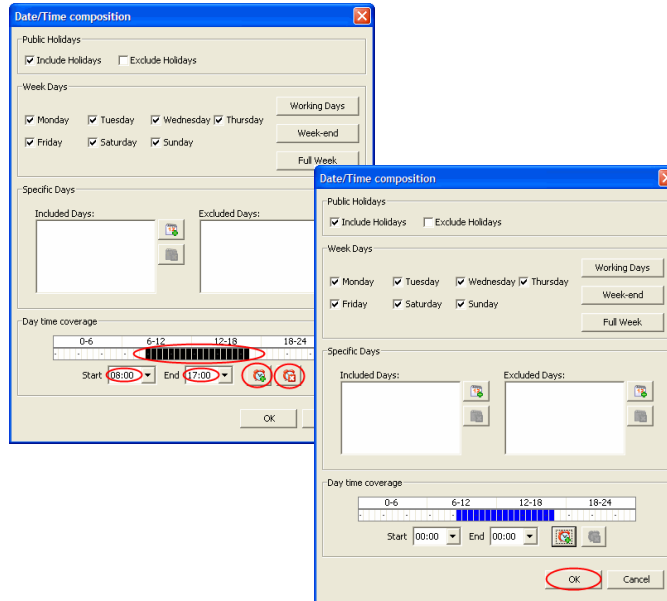 Date/Time composition
Public Holidays
Include Holidays Exclude Holidays
Week Days
Monday Tuesday Wednesday Thursday
Friday Saturday Sunday
Working Days
Week-end
Full Week
Specific Days
Included Days: Excluded Days:
Day time coverage
0-6 6-12 12-18 18-24
Start 08:00 End 17:00
OK
Date/Time composition
Public Holidays
Include Holidays Exclude Holidays
Week Days
Monday Tuesday Wednesday Thursday
Friday Saturday Sunday
Working Days
Week-end
Full Week
Specific Days
Included Days: Excluded Days:
Day time coverage
0-6 6-12 12-18 18-24
Start 00:00 End 00:00
OK Cancel